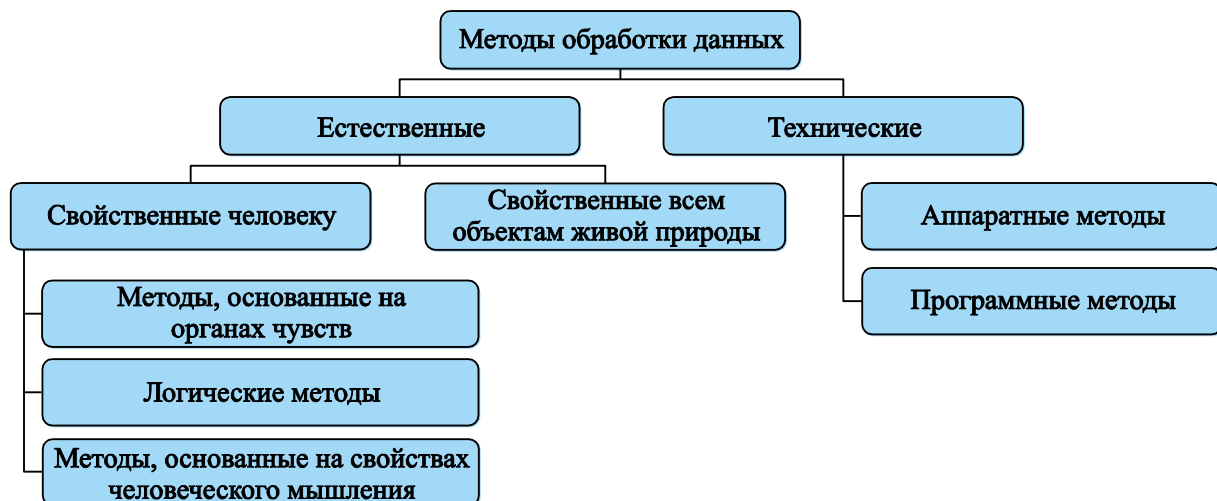 Методы обработки данных
Естественные
Технические
Свойственные человеку
Свойственные всем
объектам живой природы
Аппаратные методы
Программные методы
Методы, основанные на
органах чувств
Логические методы
Методы, основанные на свойствах
человеческого мышления